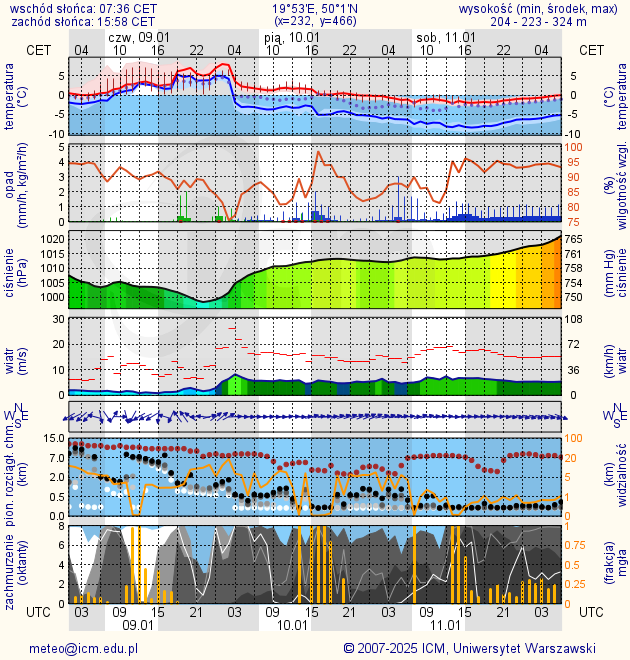 wschód słońca: 07:36 CET 19°53'E, 50°1'N wysokość (min, środek, max)
zachód słońca: 15:58 CET (x=232, y=466) 204 - 223 - 324 m
czw, 09.01 pią, 10.01 sob, 11.01
CET 04 10 16 22 04 10 16 22 04 10 16 22 04 CET
temperatura (°C)
5 0 -5 -10
5 0 -5 -10
temperatura (°C)
opad (mm/h, kg/m²/h)
5 4 3 2 1 0
100 95 90 85 80 75
(%) wilgotność wzgl.
ciśnienie (hPa)
1020 1015 1010 1005 1000
765 761 758 754 750
(mm Hg) ciśnienie
wiatr (m/s)
30 20 10 0
108 72 36 0
(km/h) wiatr
N W E S
N W E S
pion. rozciągł. chm. (km)
15.0 7.0 2.0 0.5 0.0
100 20 5 1 0
(km) widzialność
zachmurzenie (oktanty)
8 6 4 2 0
1 0.75 0.5 0.25 0
(frakcja) mgła
UTC 03 09 15 21 03 09 15 21 03 09 15 21 03 UTC
09.01 10.01 11.01
meteo@icm.edu.pl © 2007-2025 ICM, Uniwersytet Warszawski